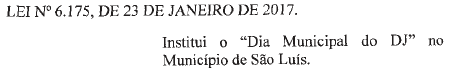 LEI Nº 6.175, DE 23 DE JANEIRO DE 2017.
Institui o “Dia Municipal do DJ” no
Município de São Luís.